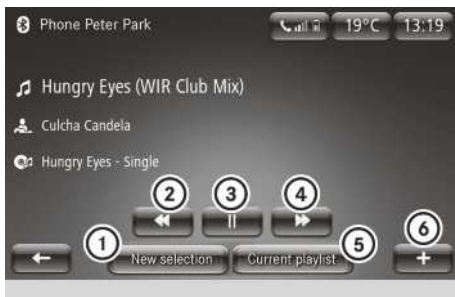 Phone Peter Park
19°C
13:19
Hungry Eyes (WIR Club Mix)
Culcha Candela
Hungry Eyes - Single
2
3
4
1
New selection
Current playlist
5
6